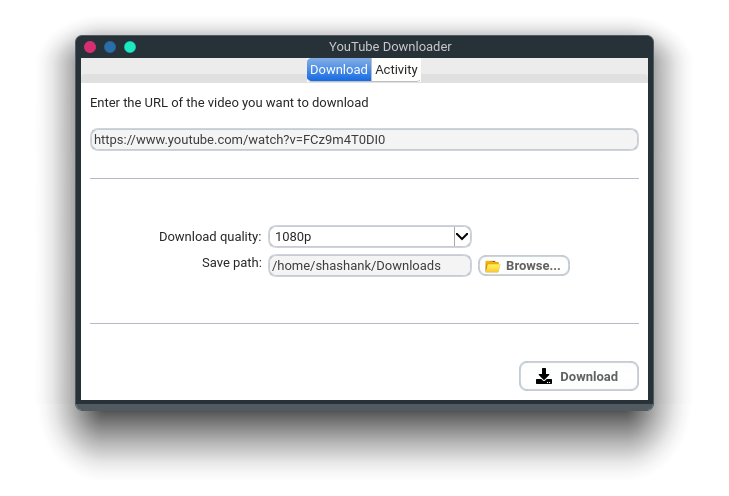 YouTube Downloader
Download Activity
Enter the URL of the video you want to download
https://www.youtube.com/watch?v=FCz9m4T0DI0
Download quality: 1080p
Save path: /home/shashank/Downloads Browse...
Download